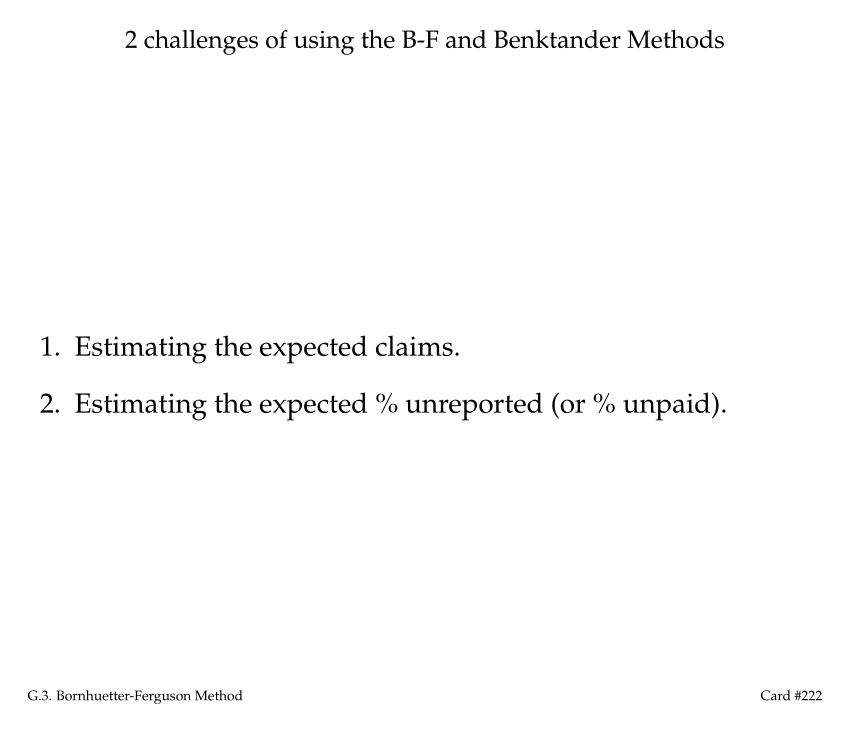 2 challenges of using the B-F and Benktander Methods
1. Estimating the expected claims.
2. Estimating the expected % unreported (or % unpaid).
G.3. Bornhuetter-Ferguson Method
Card #222